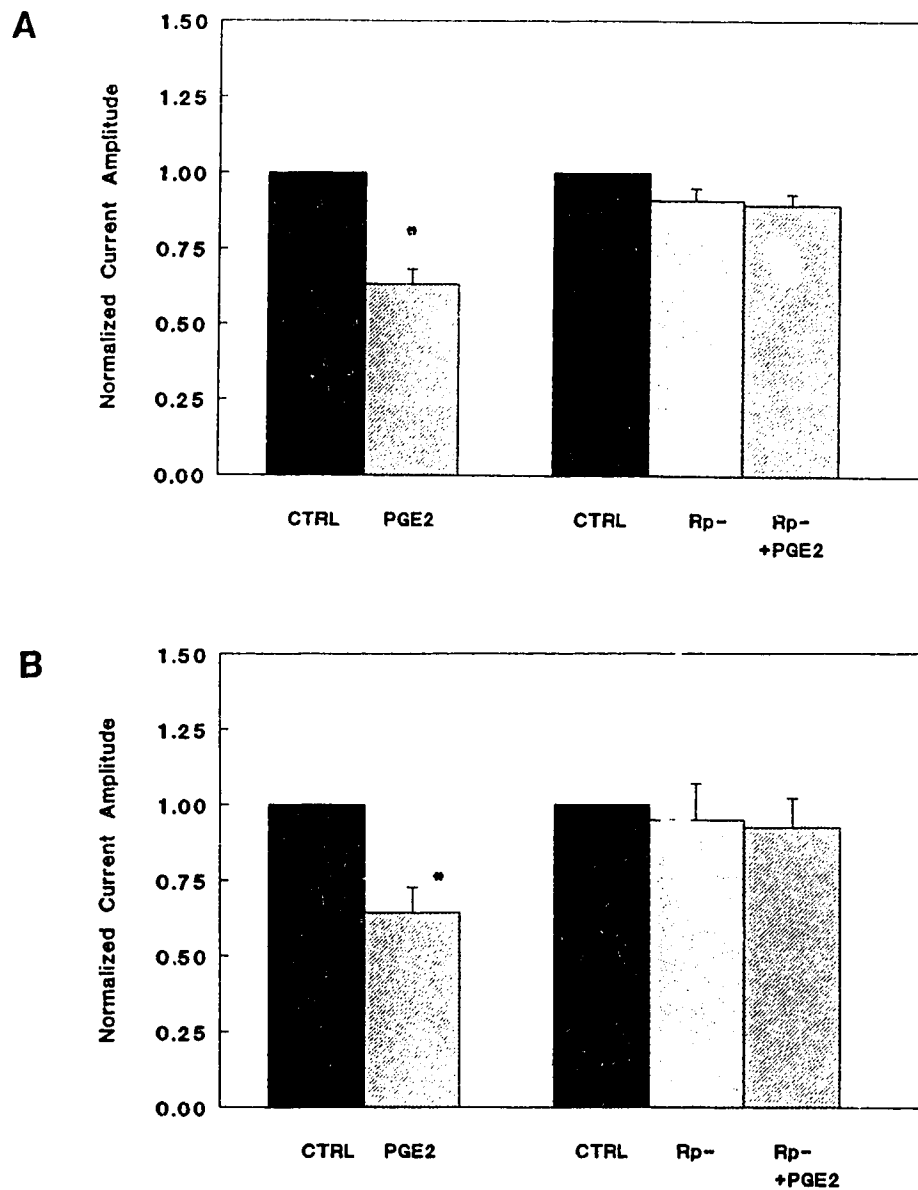 A
1.50
1.25
1.00
0.75
0.50
0.25
0.00
Normalized Current Amplitude
*
CTRL PGE2 CTRL Rp- Rp-
+PGE2
B
1.50
1.25
1.00
0.75
0.50
0.25
0.00
Normalized Current Amplitude
*
CTRL PGE2 CTRL Rp- Rp-
+PGE2